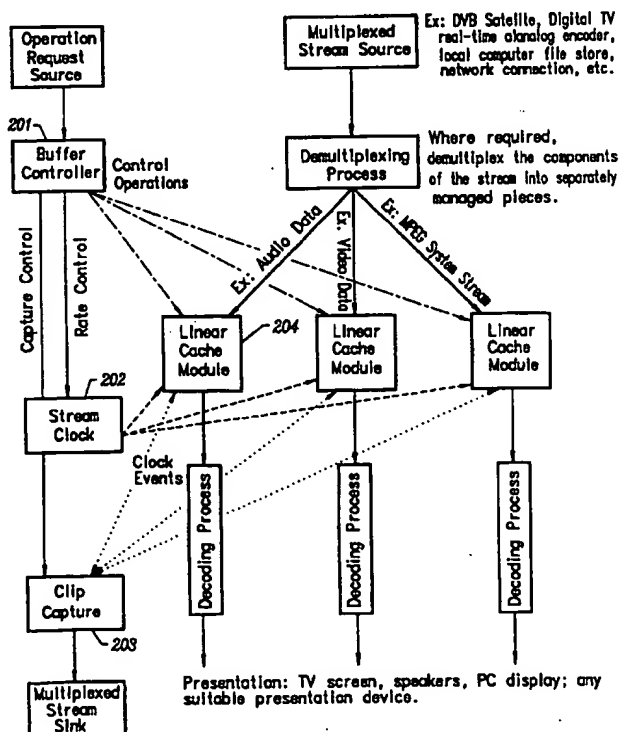 Operation
Request
Source
Multiplexed
Stream Source
Ex: DVB Satelite, Digital TV
real-time analog encoder,
local computer file store,
network connection, etc.
201
Buffer
Controller
Control
Operations
Demultiplexing
Process
Where required,
demultiplex the components
of the stream into separately
managed pieces.
Capture Control
Rate Control
Ex: Audio Data
Ex. Video Data
Ex: MPEG System Stream
Linear
Cache
Module
204
Linear
Cache
Module
Linear
Cache
Module
202
Stream
Clock
Clock
Events
Decoding Process
Decoding Process
Decoding Process
Clip
Capture
203
Multiplexed
Stream
Sink
Presentation: TV screen, speakers, PC display; any
suitable presentation device.